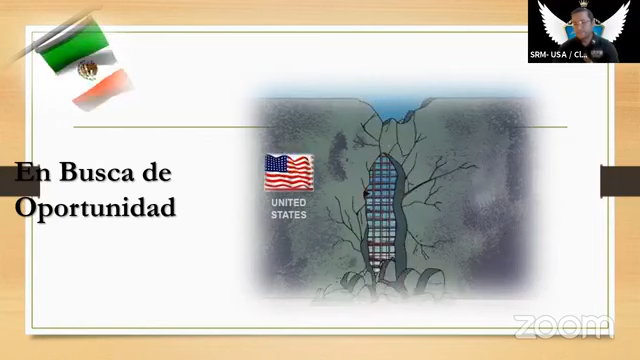 SRM- USA / Cl...
En Busca de
Oportunidad
UNITED
STATES
zoom